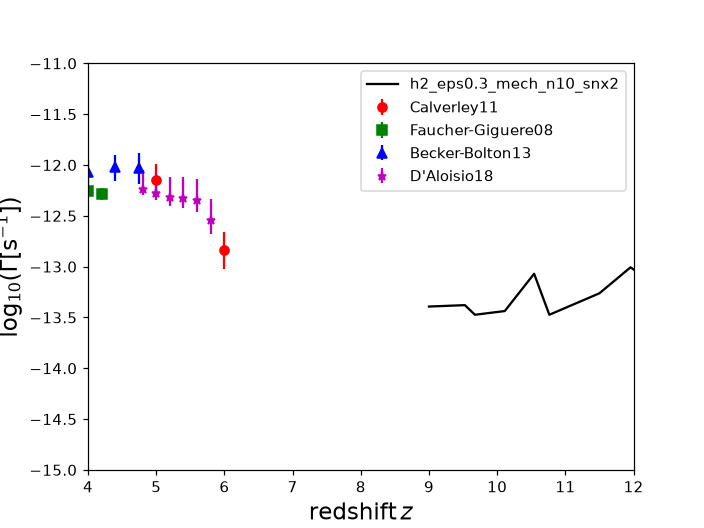 −11.0
−11.5
−12.0
−12.5
−13.0
−13.5
−14.0
−14.5
−15.0
log₁₀(Γ[s⁻¹])
h2_eps0.3_mech_n10_snx2
Calverley11
Faucher-Giguere08
Becker-Bolton13
D'Aloisio18
4 5 6 7 8 9 10 11 12
redshift z